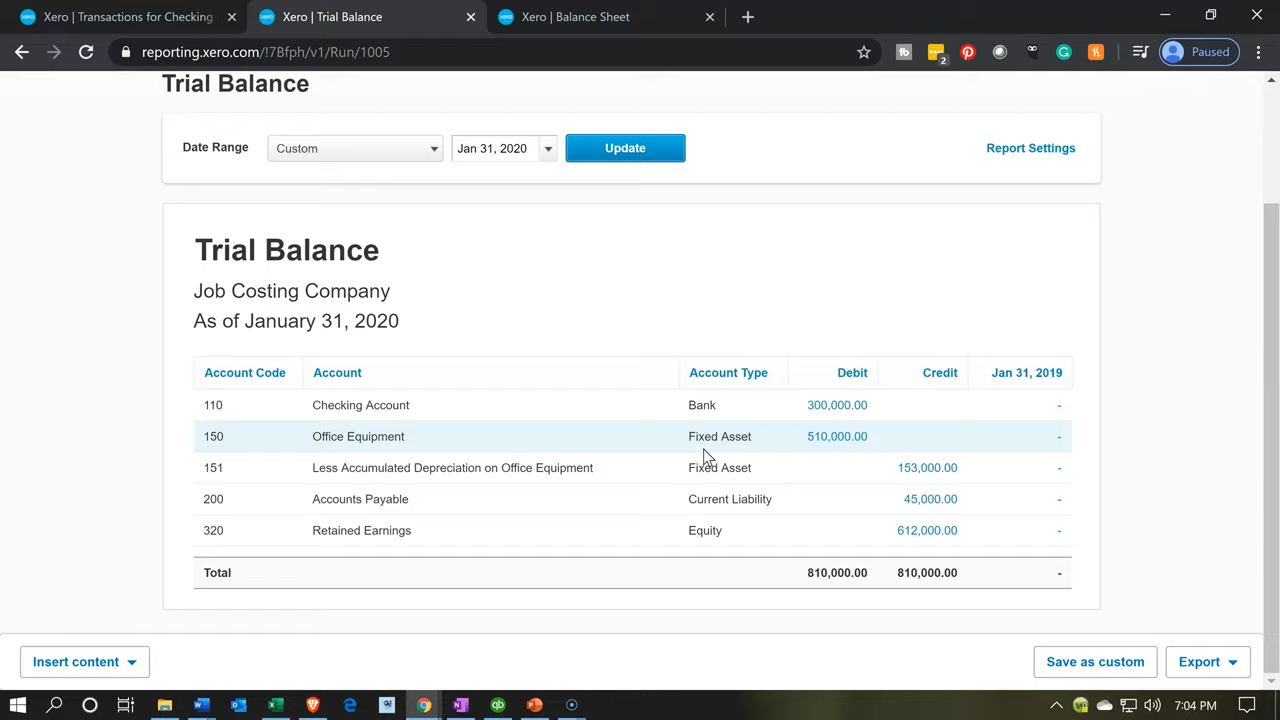 Xero | Transactions for Checking
Xero | Trial Balance
Xero | Balance Sheet
reporting.xero.com/!7Bfph/v1/Run/1005
2
Paused
Trial Balance
Date Range
Custom
Jan 31, 2020
Update
Report Settings
Trial Balance
Job Costing Company
As of January 31, 2020
Account Code Account Account Type Debit Credit Jan 31, 2019
110 Checking Account Bank 300,000.00 -
150 Office Equipment Fixed Asset 510,000.00 -
151 Less Accumulated Depreciation on Office Equipment Fixed Asset 153,000.00 -
200 Accounts Payable Current Liability 45,000.00 -
320 Retained Earnings Equity 612,000.00 -
Total 810,000.00 810,000.00 -
Insert content
Save as custom
Export
7:04 PM